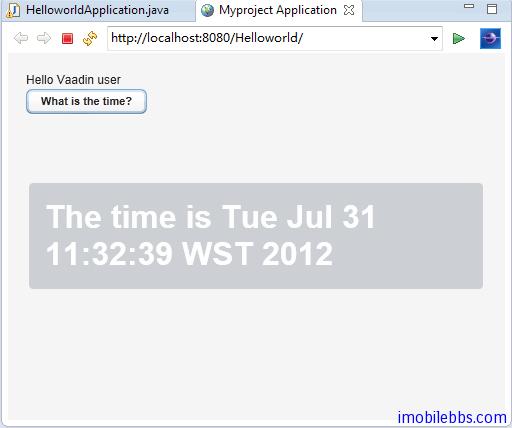 HelloworldApplication.java
Myproject Application
http://localhost:8080/Helloworld/
Hello Vaadin user
What is the time?
The time is Tue Jul 31
11:32:39 WST 2012
imobilebbs.com